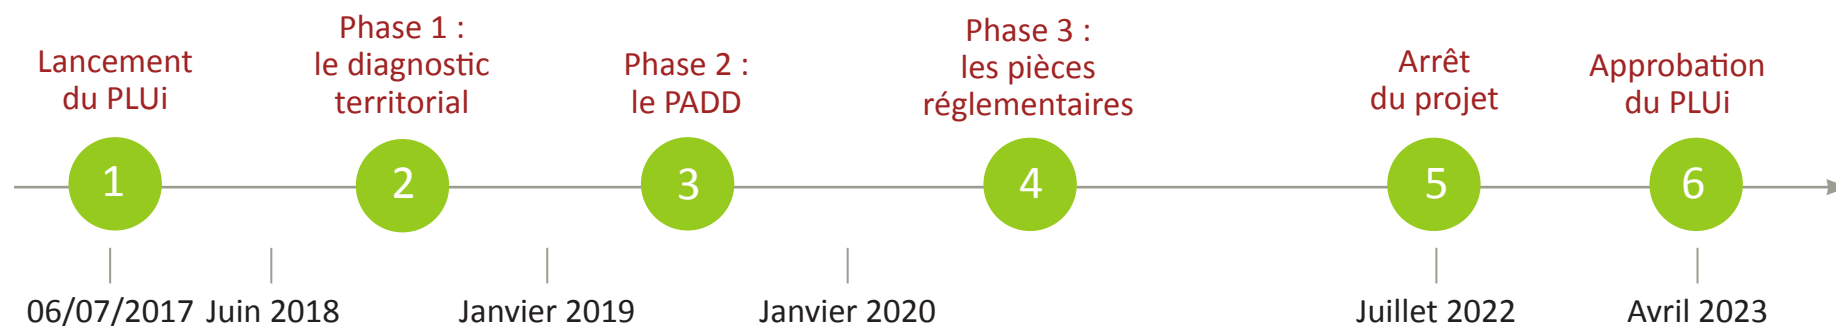 Lancement
du PLUi
Phase 1 :
le diagnostic
territorial
Phase 2 :
le PADD
Phase 3 :
les pièces
réglementaires
Arrêt
du projet
Approbation
du PLUi
1
2
3
4
5
6
06/07/2017
Juin 2018
Janvier 2019
Janvier 2020
Juillet 2022
Avril 2023